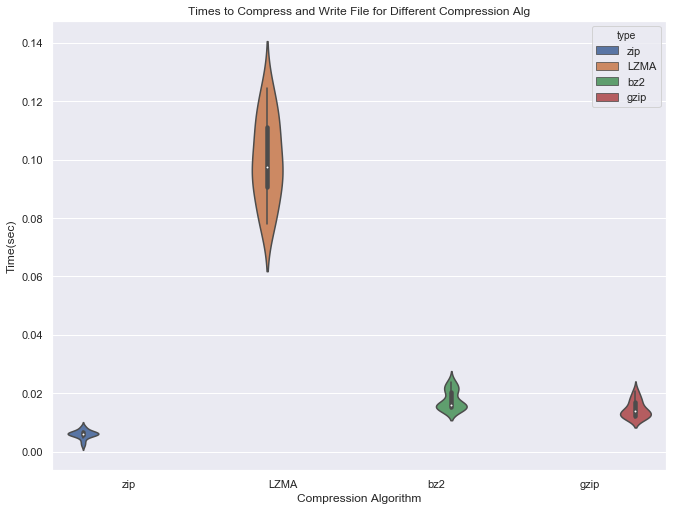 Times to Compress and Write File for Different Compression Alg
type
zip
LZMA
bz2
gzip
0.14
0.12
0.10
0.08
0.06
0.04
0.02
0.00
Time(sec)
zip
LZMA
bz2
gzip
Compression Algorithm